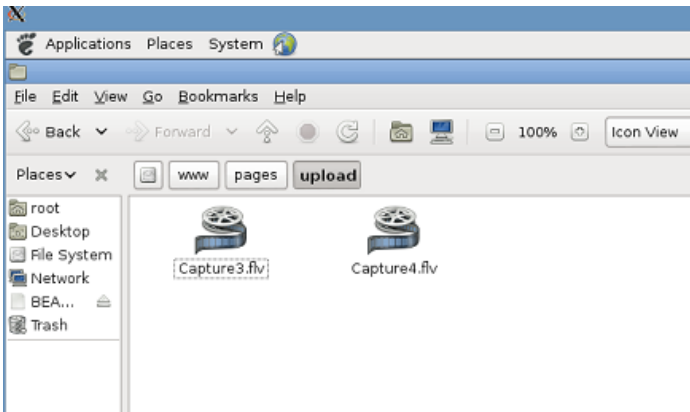 Applications Places System
File Edit View Go Bookmarks Help
Back Forward 100% Icon View
Places www pages upload
root
Desktop
File System
Network
BEA...
Trash
Capture3.flv Capture4.flv